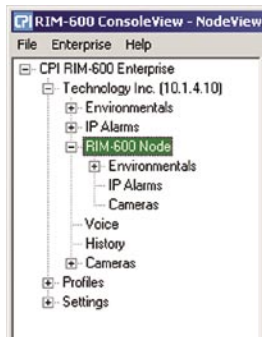 CPI RIM-600 ConsoleView - NodeView
File Enterprise Help
CPI RIM-600 Enterprise
Technology Inc. (10.1.4.10)
Environmentals
IP Alarms
RIM-600 Node
Environmentals
IP Alarms
Cameras
Voice
History
Cameras
Profiles
Settings